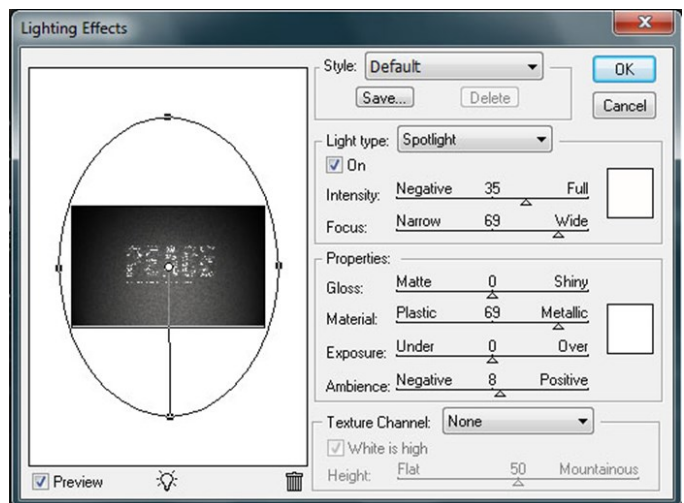 Lighting Effects
Style: Default
OK
Save... Delete
Cancel
Light type: Spotlight
On
Intensity: Negative 35 Full
Focus: Narrow 69 Wide
Properties:
Gloss: Matte 0 Shiny
Material: Plastic 69 Metallic
Exposure: Under 0 Over
Ambience: Negative 8 Positive
Texture Channel: None
White is high
Height: Flat 50 Mountainous
Preview